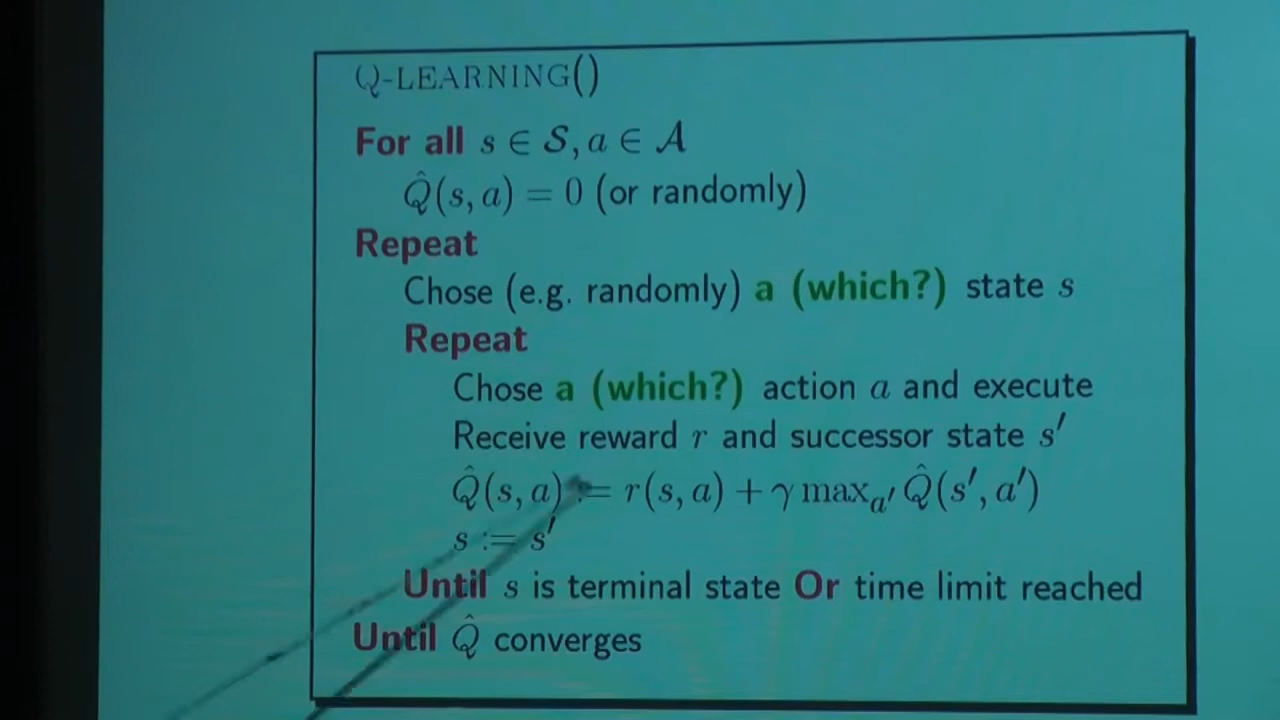 Q-LEARNING()
For all s ∈ S, a ∈ A
Q̂(s, a) = 0 (or randomly)
Repeat
Chose (e.g. randomly) a (which?) state s
Repeat
Chose a (which?) action a and execute
Receive reward r and successor state s′
Q̂(s, a) := r(s, a) + γ maxₐ′ Q̂(s′, a′)
s := s′
Until s is terminal state Or time limit reached
Until Q̂ converges